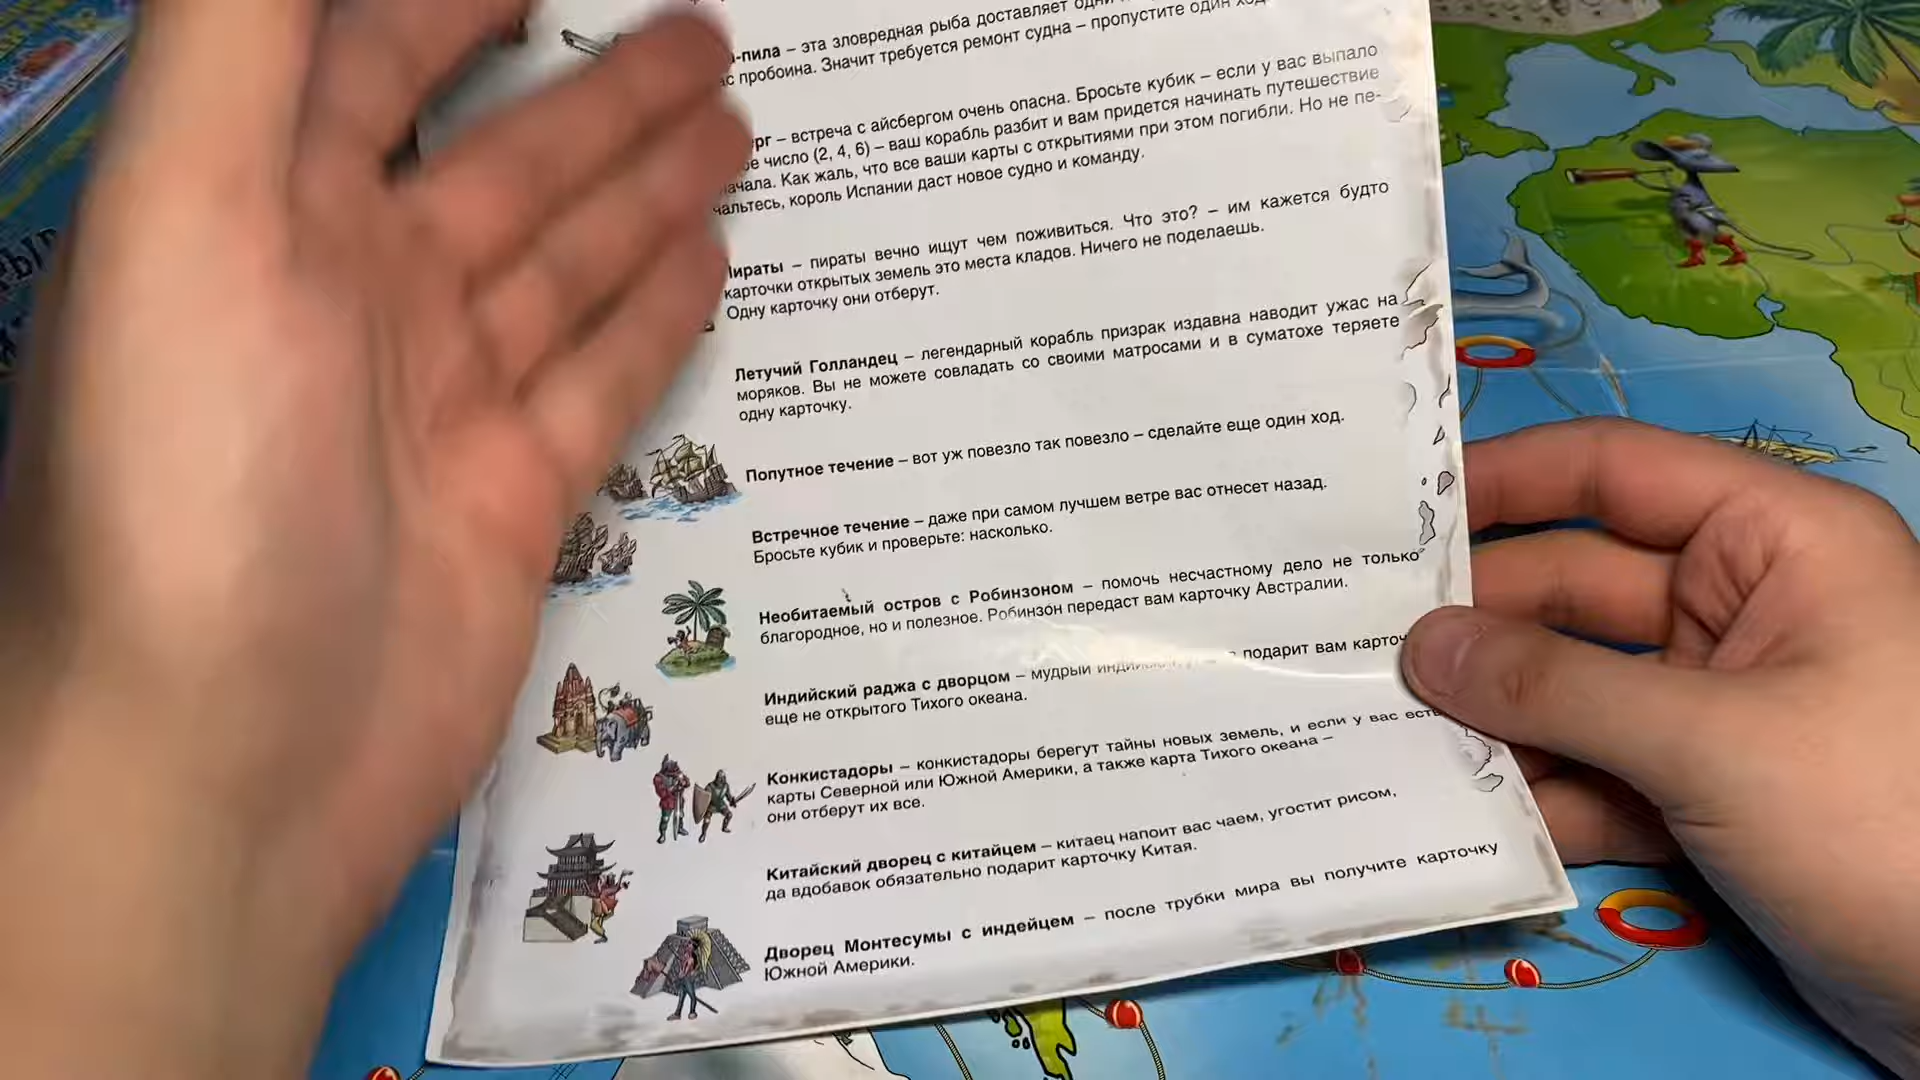 -пила – эта зловредная рыба доставляет
пробоина. Значит требуется ремонт судна – пропустите один
– встреча с айсбергом очень опасна. Бросьте кубик – если у вас выпало
число (2, 4, 6) – ваш корабль разбит и вам придется начинать путешествие
Как жаль, что все ваши карты с открытиями при этом погибли. Но не пе-
чальтесь, король Испании даст новое судно и команду.
Пираты – пираты вечно ищут чем поживиться. Что это? – им кажется будто
карточки открытых земель это места кладов. Ничего не поделаешь.
Одну карточку они отберут.
Летучий Голландец – легендарный корабль призрак издавна наводит ужас на
моряков. Вы не можете совладать со своими матросами и в суматохе теряете
одну карточку.
Попутное течение – вот уж повезло так повезло – сделайте еще один ход.
Встречное течение – даже при самом лучшем ветре вас отнесет назад.
Бросьте кубик и проверьте: насколько.
Необитаемый остров с Робинзоном – помочь несчастному дело не только
благородное, но и полезное. Робинзон передаст вам карточку Австралии.
Индийский раджа с дворцом – мудрый подарит вам
еще не открытого Тихого океана.
Конкистадоры – конкистадоры берегут тайны новых земель, и если у вас есть
карты Северной или Южной Америки, а также карта Тихого океана –
они отберут их все.
Китайский дворец с китайцем – китаец напоит вас чаем, угостит рисом,
да вдобавок обязательно подарит карточку Китая.
Дворец Монтесумы с индейцем – после трубки мира вы получите карточку
Южной Америки.